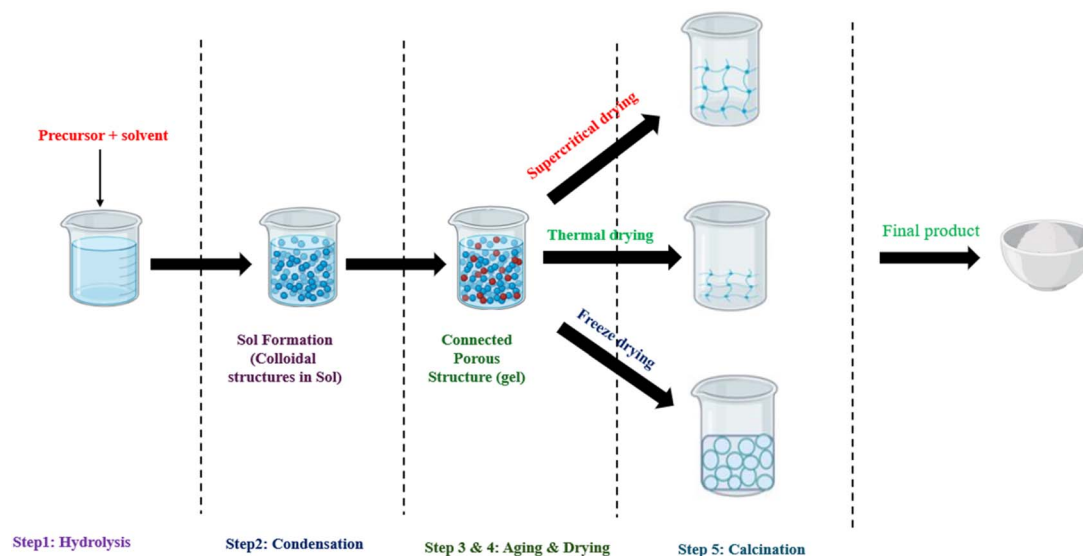 Precursor + solvent
Sol Formation
(Colloidal
structures in Sol)
Connected
Porous
Structure (gel)
Supercritical drying
Thermal drying
Freeze drying
Final product
Step1: Hydrolysis
Step2: Condensation
Step 3 & 4: Aging & Drying
Step 5: Calcination